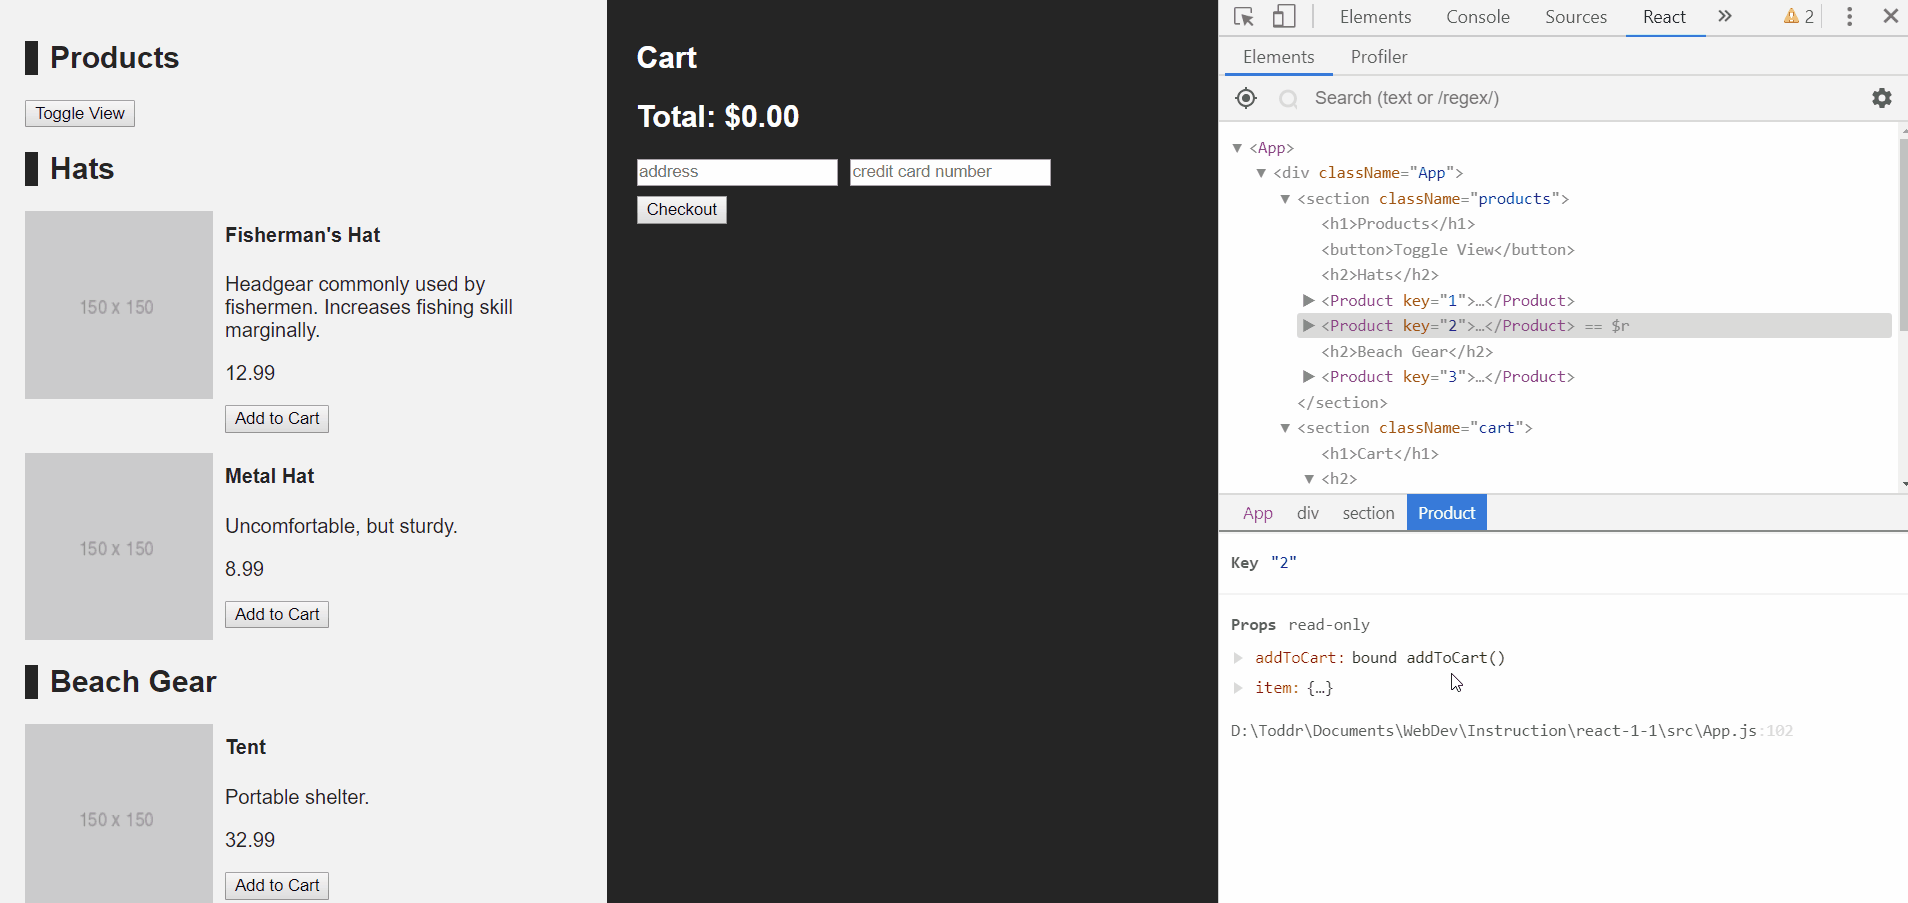 Products
Toggle View
Hats
150 x 150
Fisherman's Hat
Headgear commonly used by
fishermen. Increases fishing skill
marginally.
12.99
Add to Cart
150 x 150
Metal Hat
Uncomfortable, but sturdy.
8.99
Add to Cart
Beach Gear
150 x 150
Tent
Portable shelter.
32.99
Add to Cart
Cart
Total: $0.00
address credit card number
Checkout
Elements Console Sources React » 2
Elements Profiler
Search (text or /regex/)
<App>
<div className="App">
<section className="products">
<h1>Products</h1>
<button>Toggle View</button>
<h2>Hats</h2>
<Product key="1">…</Product>
<Product key="2">…</Product> == $r
<h2>Beach Gear</h2>
<Product key="3">…</Product>
</section>
<section className="cart">
<h1>Cart</h1>
<h2>
App div section Product
Key "2"
Props read-only
addToCart: bound addToCart()
item: {…}
D:\Toddr\Documents\WebDev\Instruction\react-1-1\src\App.js:102